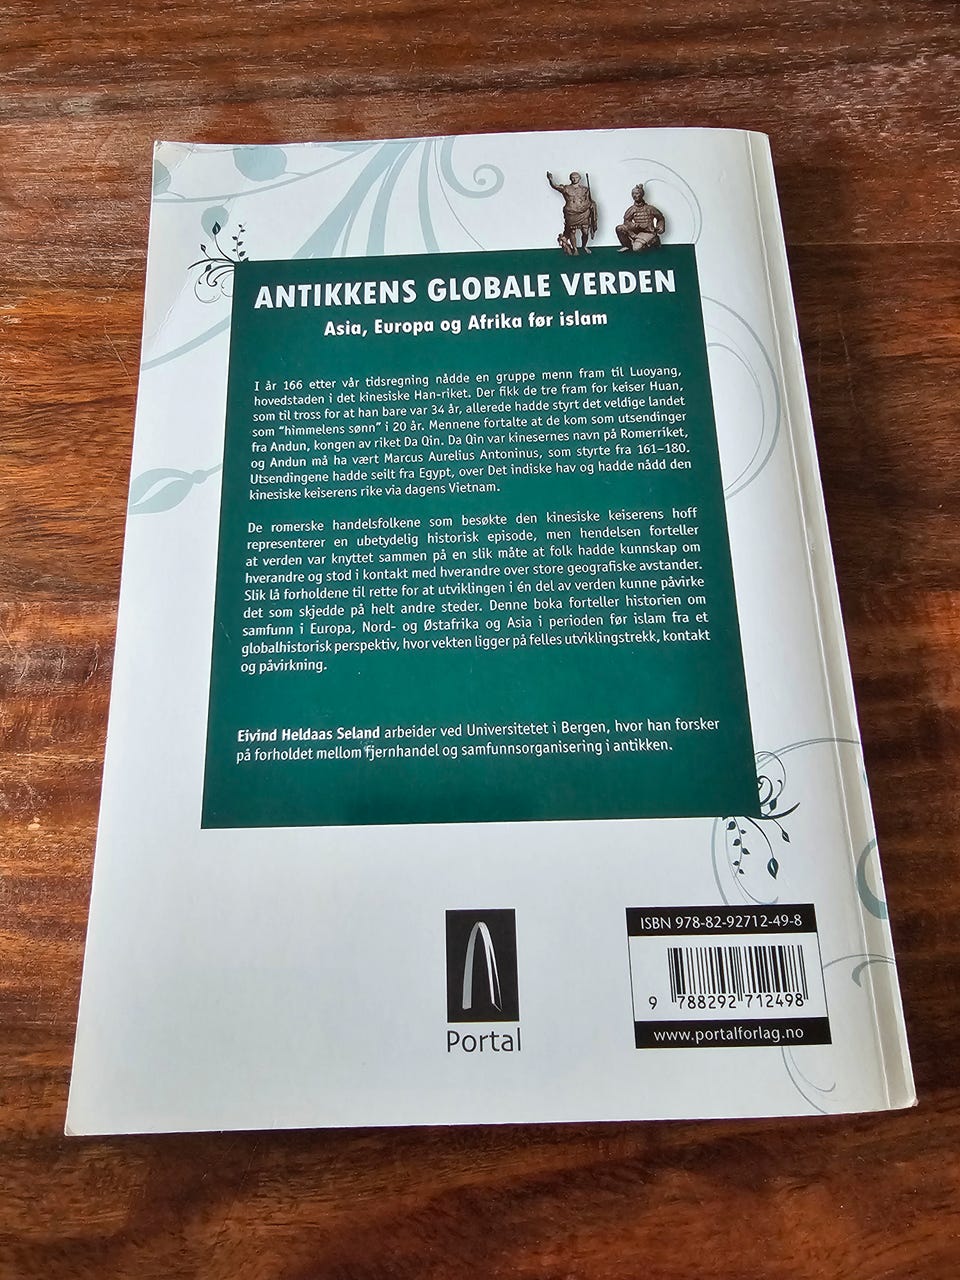 ANTIKKENS GLOBALE VERDEN
Asia, Europa og Afrika før islam
I år 166 etter vår tidsregning nådde en gruppe menn fram til Luoyang,
hovedstaden i det kinesiske Han-riket. Der fikk de tre fram for keiser Huan,
som til tross for at han bare var 34 år, allerede hadde styrt det veldige landet
som "himmelens sønn" i 20 år. Mennene fortalte at de kom som utsendinger
fra Andun, kongen av riket Da Qin. Da Qin var kinesernes navn på Romerriket,
og Andun må ha vært Marcus Aurelius Antoninus, som styrte fra 161–180.
Utsendingene hadde seilt fra Egypt, over Det indiske hav og hadde nådd den
kinesiske keiserens rike via dagens Vietnam.
De romerske handelsfolkene som besøkte den kinesiske keiserens hoff
representerer en ubetydelig historisk episode, men hendelsen forteller
at verden var knyttet sammen på en slik måte at folk hadde kunnskap om
hverandre og stod i kontakt med hverandre over store geografiske avstander.
Slik lå forholdene til rette for at utviklingen i én del av verden kunne påvirke
det som skjedde på helt andre steder. Denne boka forteller historien om
samfunn i Europa, Nord- og Østafrika og Asia i perioden før islam fra et
globalhistorisk perspektiv, hvor vekten ligger på felles utviklingstrekk, kontakt
og påvirkning.
Eivind Heldaas Seland arbeider ved Universitetet i Bergen, hvor han forsker
på forholdet mellom fjernhandel og samfunnsorganisering i antikken.
Portal
ISBN 978-82-92712-49-8
9 788292 712498
www.portalforlag.no